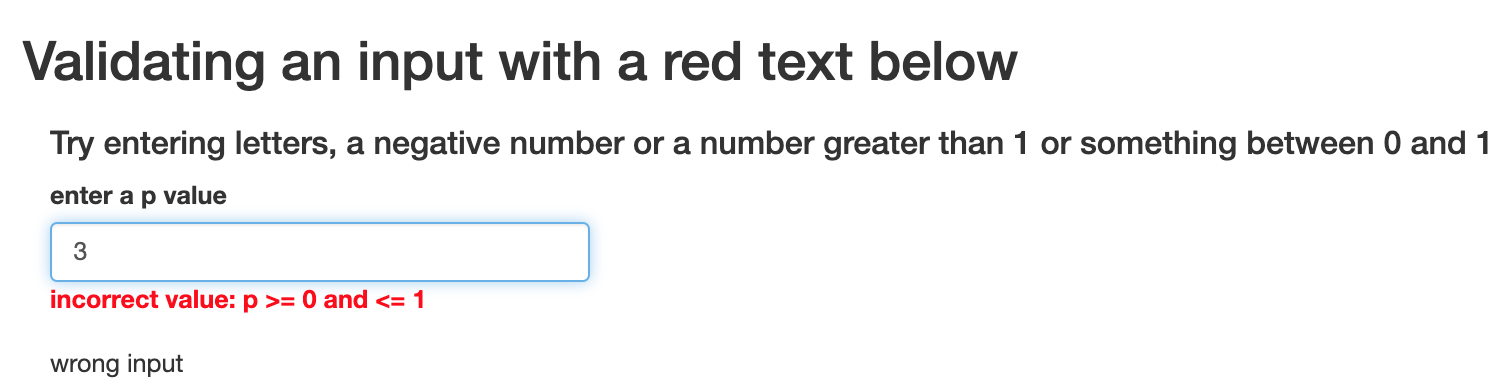 Validating an input with a red text below
Try entering letters, a negative number or a number greater than 1 or something between 0 and 1
enter a p value
3
incorrect value: p >= 0 and <= 1
wrong input